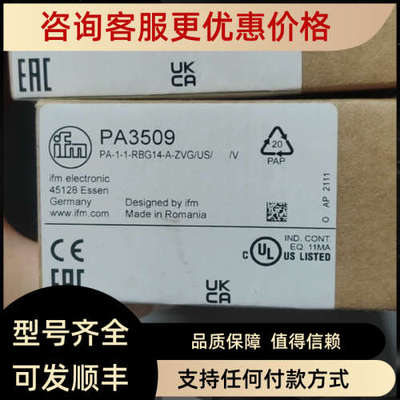 咨询客服更优惠价格
EAC
UK
CA
ifm
PA3509
PA-1-1-RBG14-A-ZVG/US/ /V
20
PAP
ifm electronic
45128 Essen
Germany
www.ifm.com
Designed by ifm
Made in Romania
O AP 2111
CE
C UL US LISTED
IND. CONT.
EQ. 11MA
EAC
UK
CA
型号齐全
可发顺丰
品质保障 值得信赖
支持任何付款方式